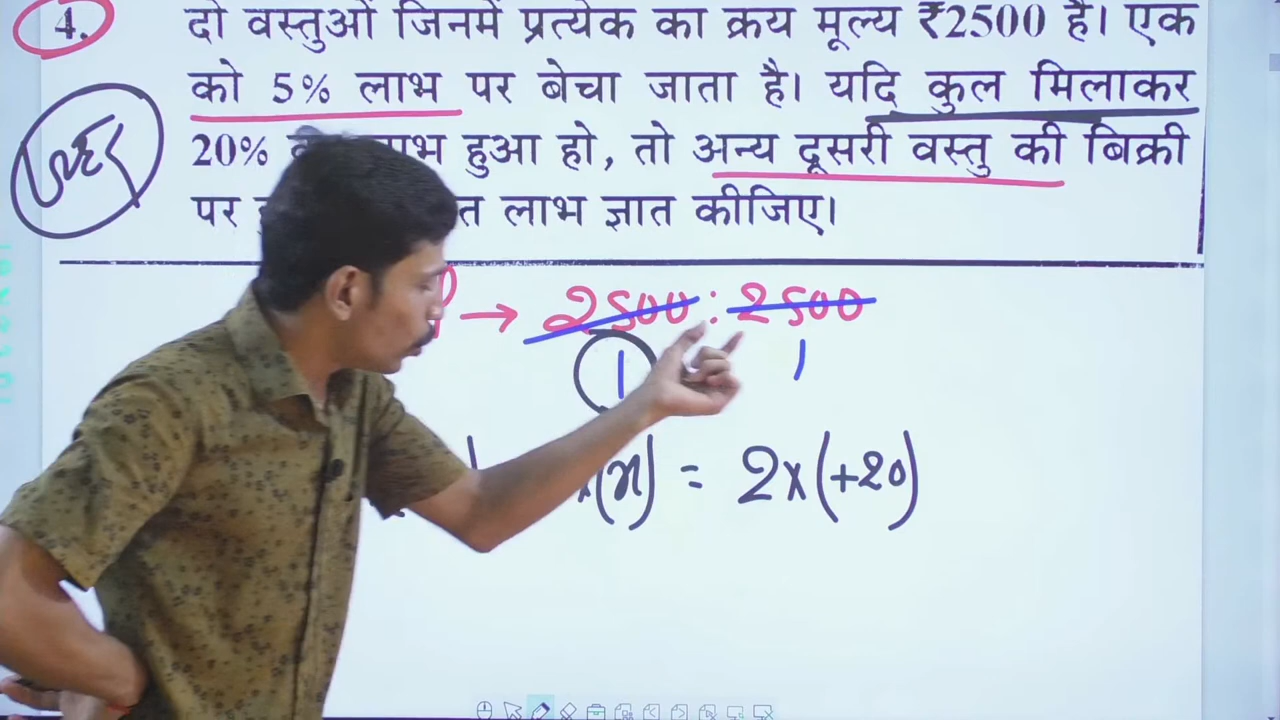 4. दो वस्तुओं जिनमें प्रत्येक का क्रय मूल्य ₹2500 है। एक
को 5% लाभ पर बेचा जाता है। यदि कुल मिलाकर
20% हुआ हो, तो अन्य दूसरी वस्तु की बिक्री
पर लाभ ज्ञात कीजिए।
→ 2500 : 2500
1 1
(x) = 2x(+20)